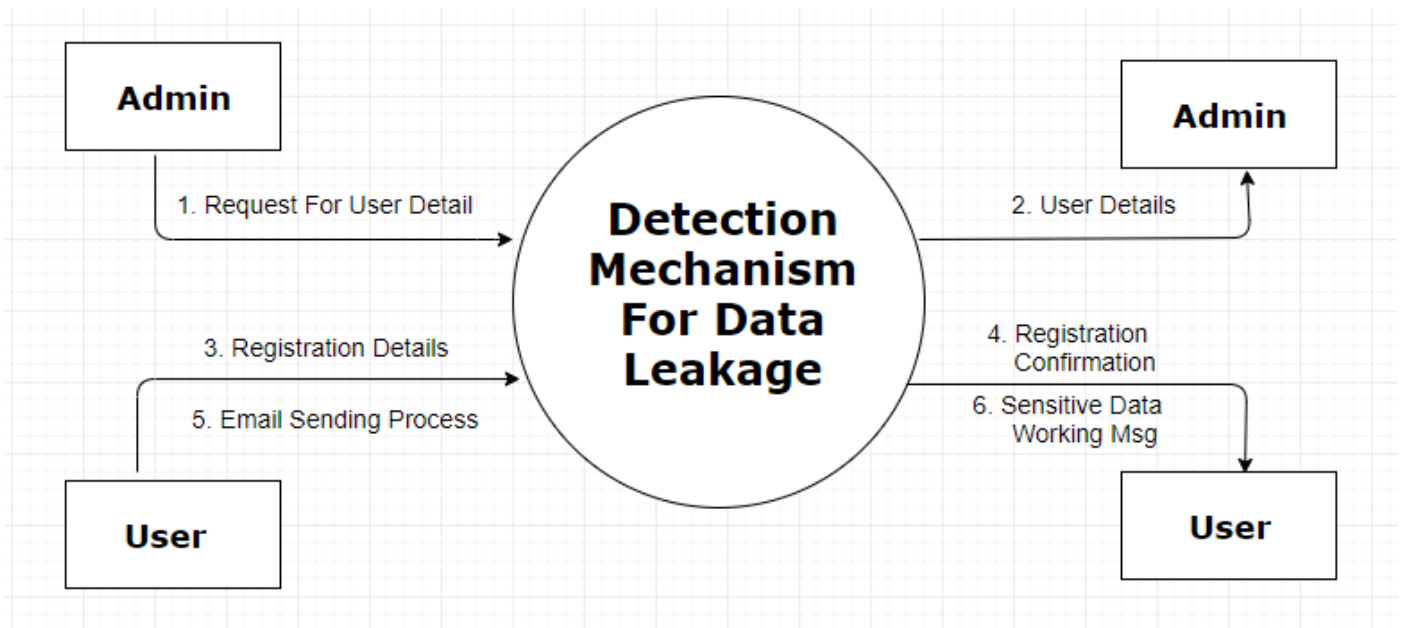 Admin
Admin
1. Request For User Detail
2. User Details
Detection
Mechanism
For Data
Leakage
3. Registration Details
4. Registration
Confirmation
5. Email Sending Process
6. Sensitive Data
Working Msg
User
User